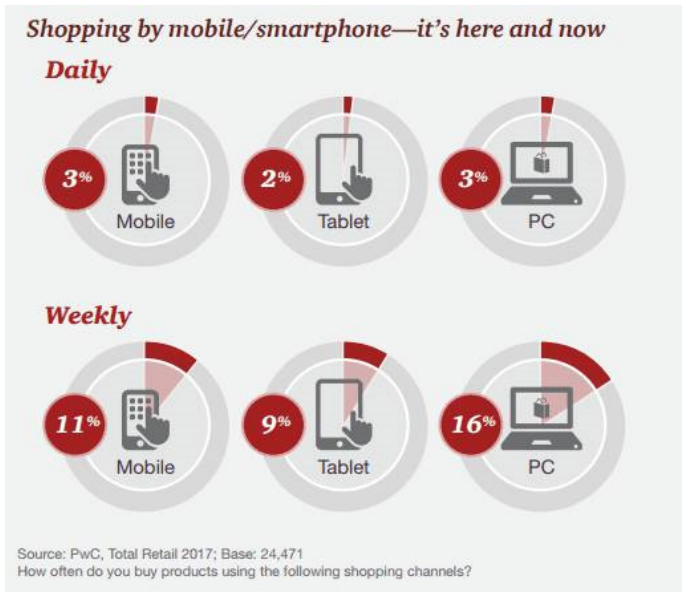 Shopping by mobile/smartphone—it's here and now
Daily
3%
Mobile
2%
Tablet
3%
PC
Weekly
11%
Mobile
9%
Tablet
16%
PC
Source: PwC, Total Retail 2017; Base: 24,471
How often do you buy products using the following shopping channels?